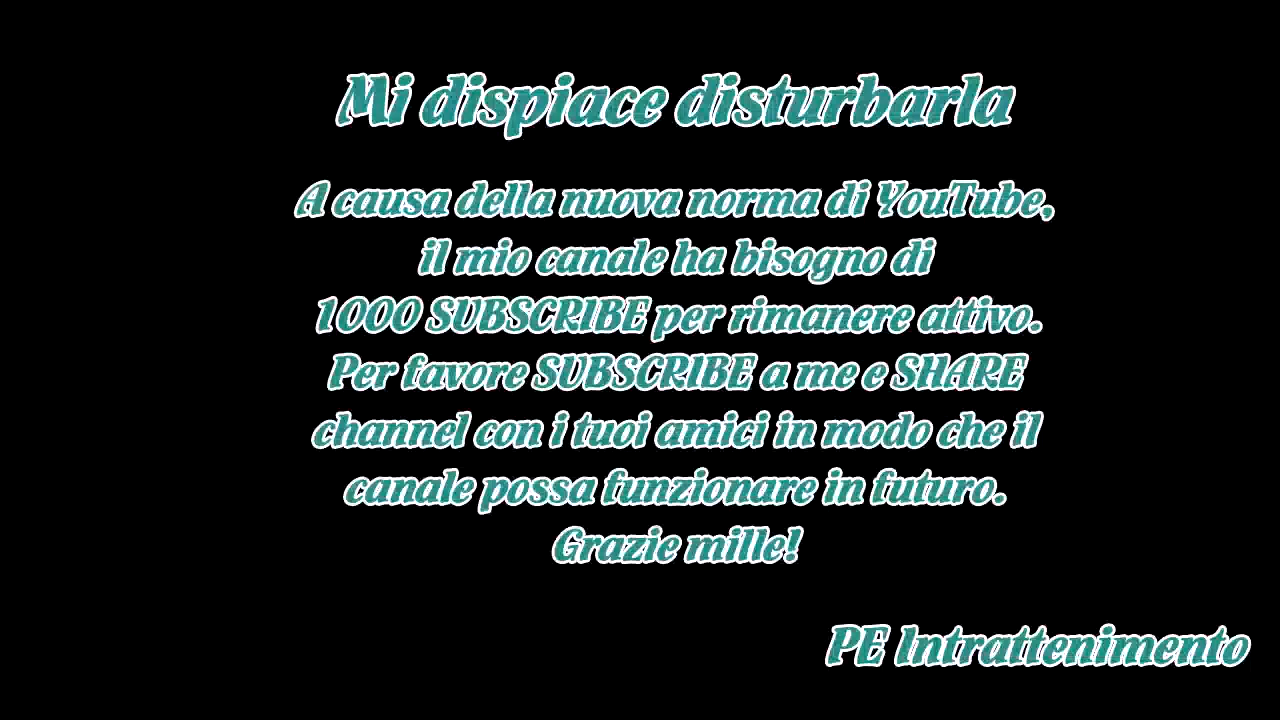 Mi dispiace disturbarla
A causa della nuova norma di YouTube,
il mio canale ha bisogno di
1000 SUBSCRIBE per rimanere attivo.
Per favore SUBSCRIBE a me e SHARE
channel con i tuoi amici in modo che il
canale possa funzionare in futuro.
Grazie mille!
PE Intrattenimento